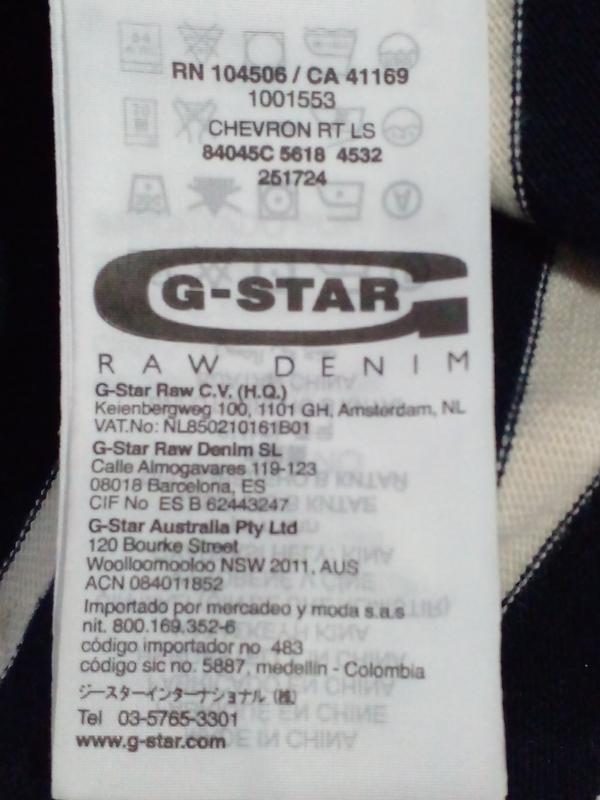 RN 104506 / CA 41169
1001553
CHEVRON RT LS
84045C 5618 4532
251724
G-STAR
RAW DENIM
G-Star Raw C.V. (H.Q.)
Keienbergweg 100, 1101 GH, Amsterdam, NL
VAT.No: NL850210161B01
G-Star Raw Denim SL
Calle Almogavares 119-123
08018 Barcelona, ES
CIF No ES B 62443247
G-Star Australia Pty Ltd
120 Bourke Street
Woolloomooloo NSW 2011, AUS
ACN 084011852
Importado por mercadeo y moda s.a.s
nit. 800.169.352-6
código importador no 483
código sic no. 5887, medellin - Colombia
ジースターインターナショナル (株)
Tel 03-5765-3301
www.g-star.com